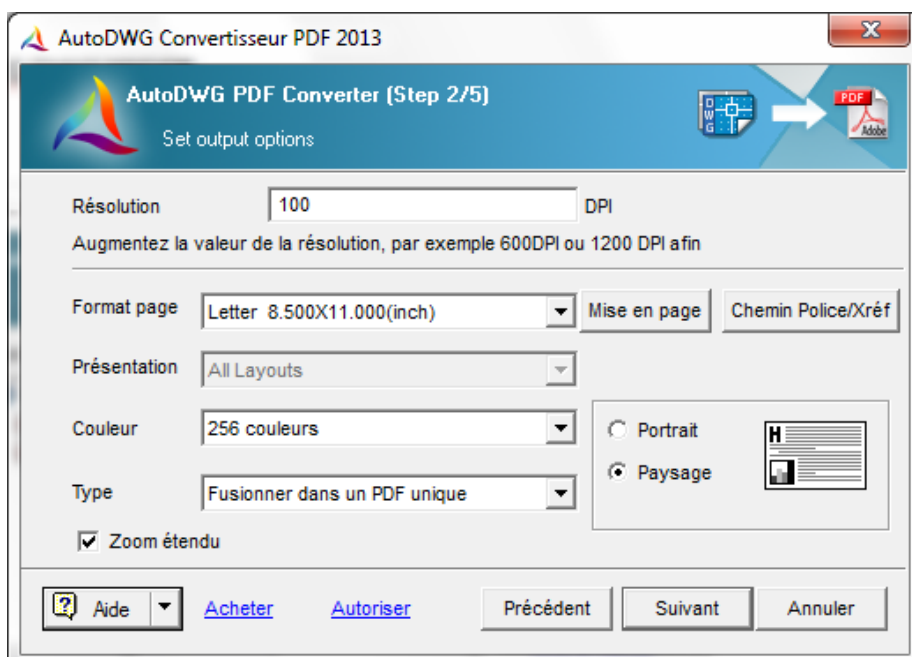 AutoDWG Convertisseur PDF 2013
AutoDWG PDF Converter (Step 2/5)
Set output options
DWG
PDF
Adobe
Résolution 100 DPI
Augmentez la valeur de la résolution, par exemple 600DPI ou 1200 DPI afin
Format page Letter 8.500X11.000(inch) Mise en page Chemin Police/Xréf
Présentation All Layouts
Couleur 256 couleurs
Portrait
H
Paysage
Type Fusionner dans un PDF unique
Zoom étendu
? Aide Acheter Autoriser Précédent Suivant Annuler